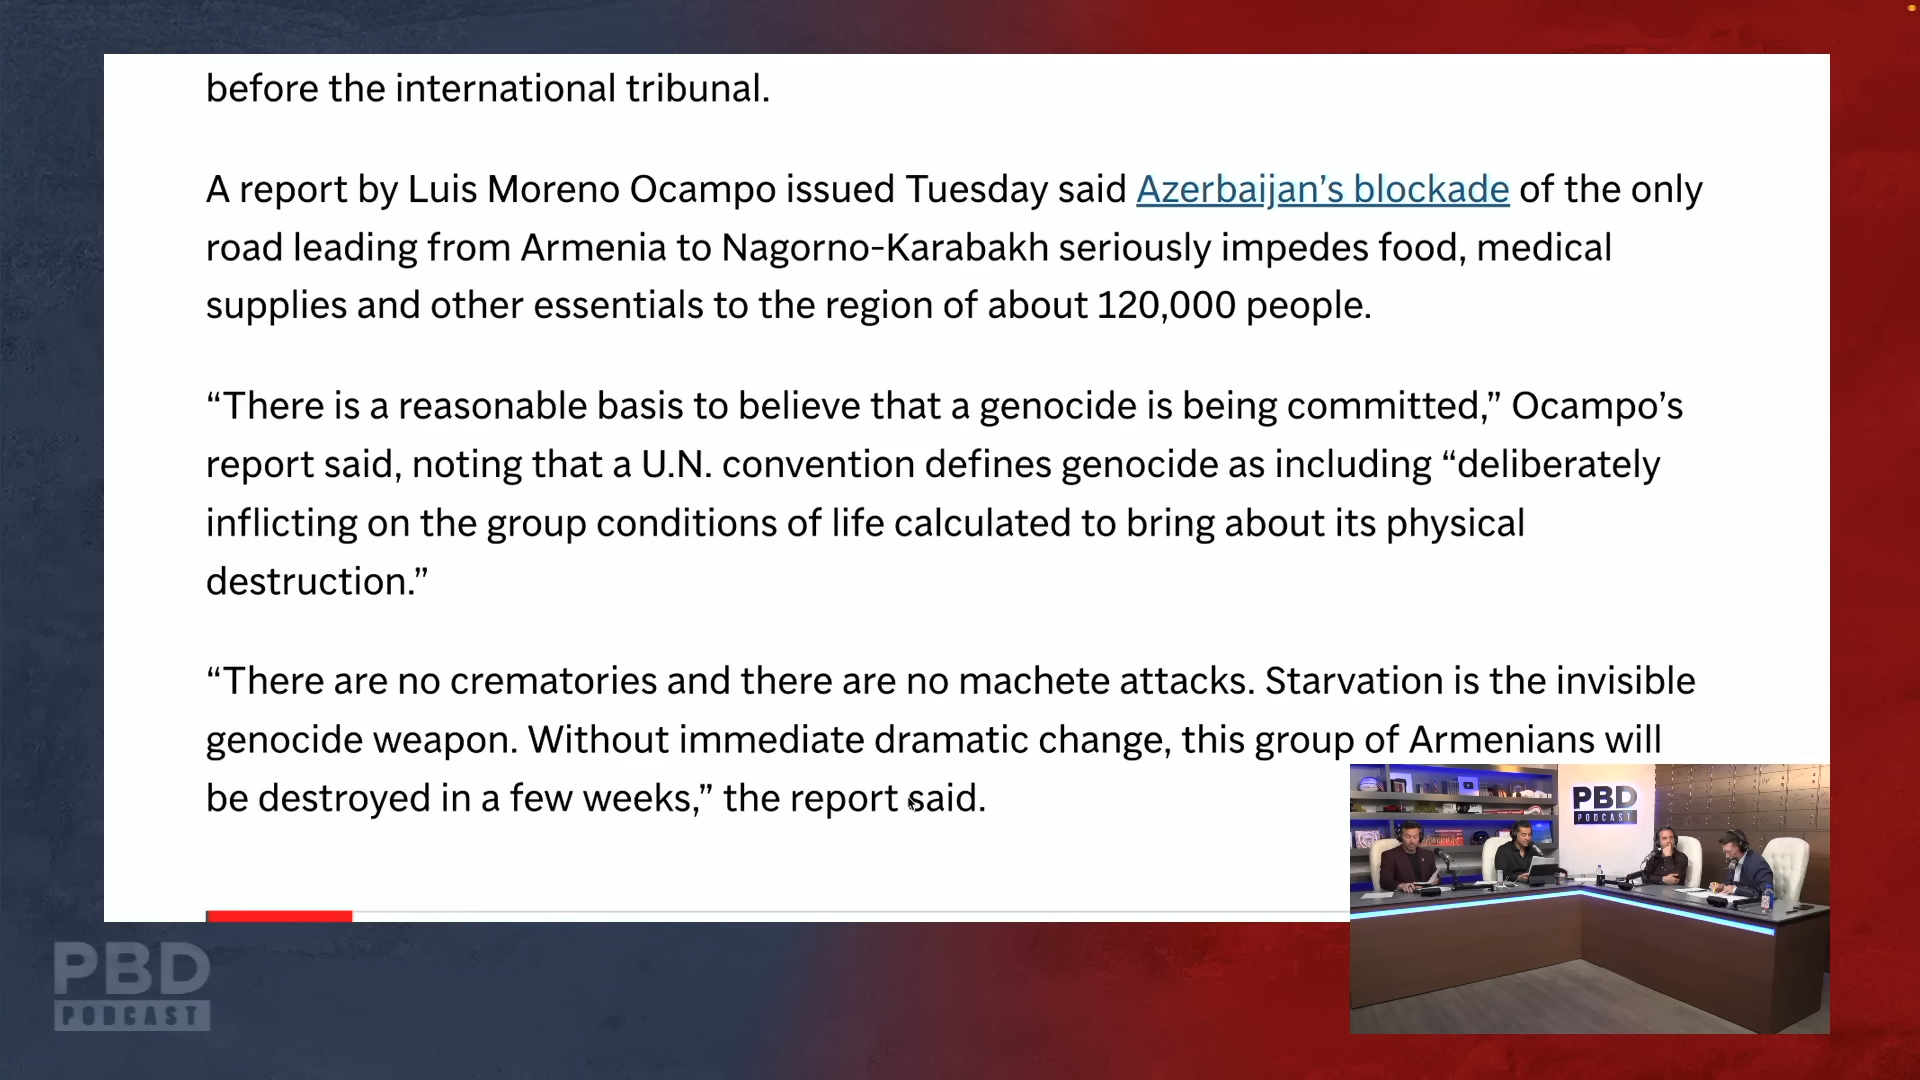 before the international tribunal.
A report by Luis Moreno Ocampo issued Tuesday said Azerbaijan’s blockade of the only
road leading from Armenia to Nagorno-Karabakh seriously impedes food, medical
supplies and other essentials to the region of about 120,000 people.
“There is a reasonable basis to believe that a genocide is being committed,” Ocampo’s
report said, noting that a U.N. convention defines genocide as including “deliberately
inflicting on the group conditions of life calculated to bring about its physical
destruction.”
“There are no crematories and there are no machete attacks. Starvation is the invisible
genocide weapon. Without immediate dramatic change, this group of Armenians will
be destroyed in a few weeks,” the report said.
PBD
PODCAST
PBD
PODCAST